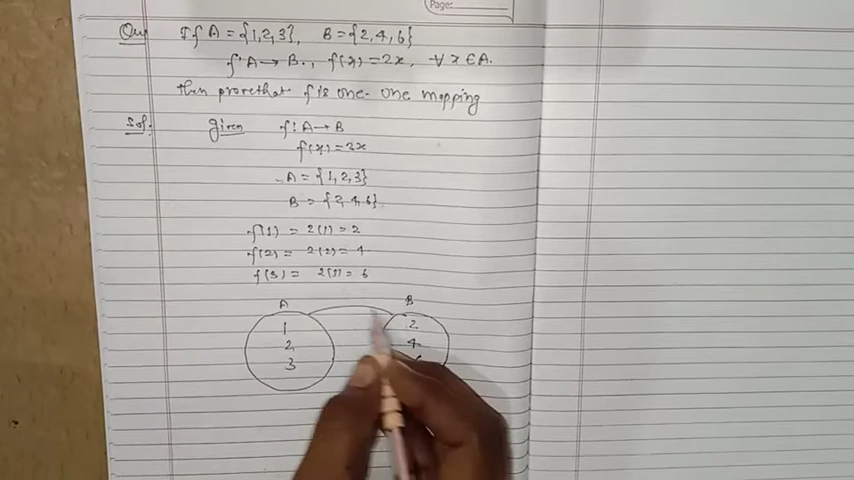 Page:
Que If A = {1,2,3}, B = {2,4,6}
f: A → B., f(x) = 2x, ∀ x ∈ A.
then prove that f is one-one mapping
Sol: Given f: A → B
f(x) = 2x
A = {1,2,3}
B = {2,4,6}
f(1) = 2(1) = 2
f(2) = 2(2) = 4
f(3) = 2(3) = 6
A B
1 2
2 4
3